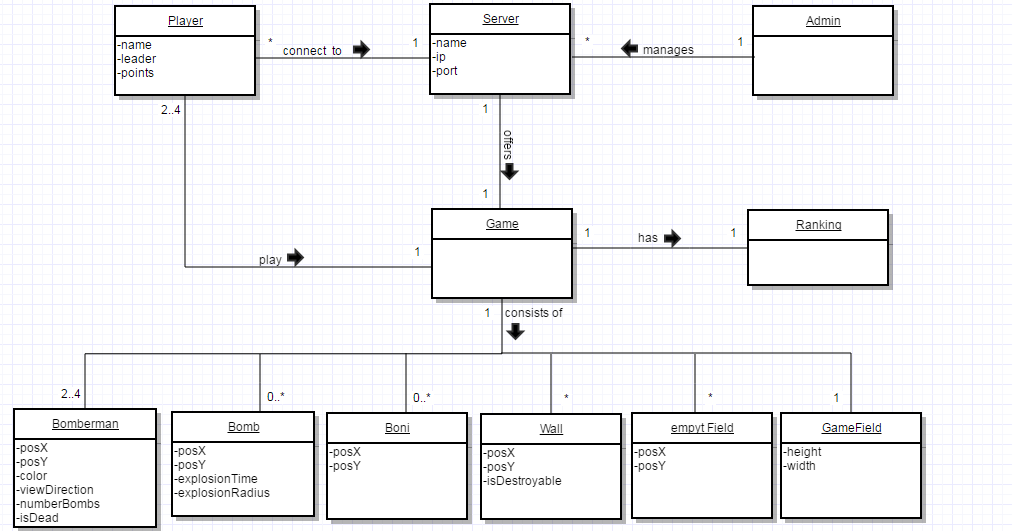 Player
-name
-leader
-points
* connect to 1
Server
-name
-ip
-port
* manages 1
Admin
2..4
1
offers
1
Game
play 1
1 has 1
Ranking
1 consists of
2..4
0..*
0..*
*
*
1
Bomberman
-posX
-posY
-color
-viewDirection
-numberBombs
-isDead
Bomb
-posX
-posY
-explosionTime
-explosionRadius
Boni
-posX
-posY
Wall
-posX
-posY
-isDestroyable
empyt Field
-posX
-posY
GameField
-height
-width